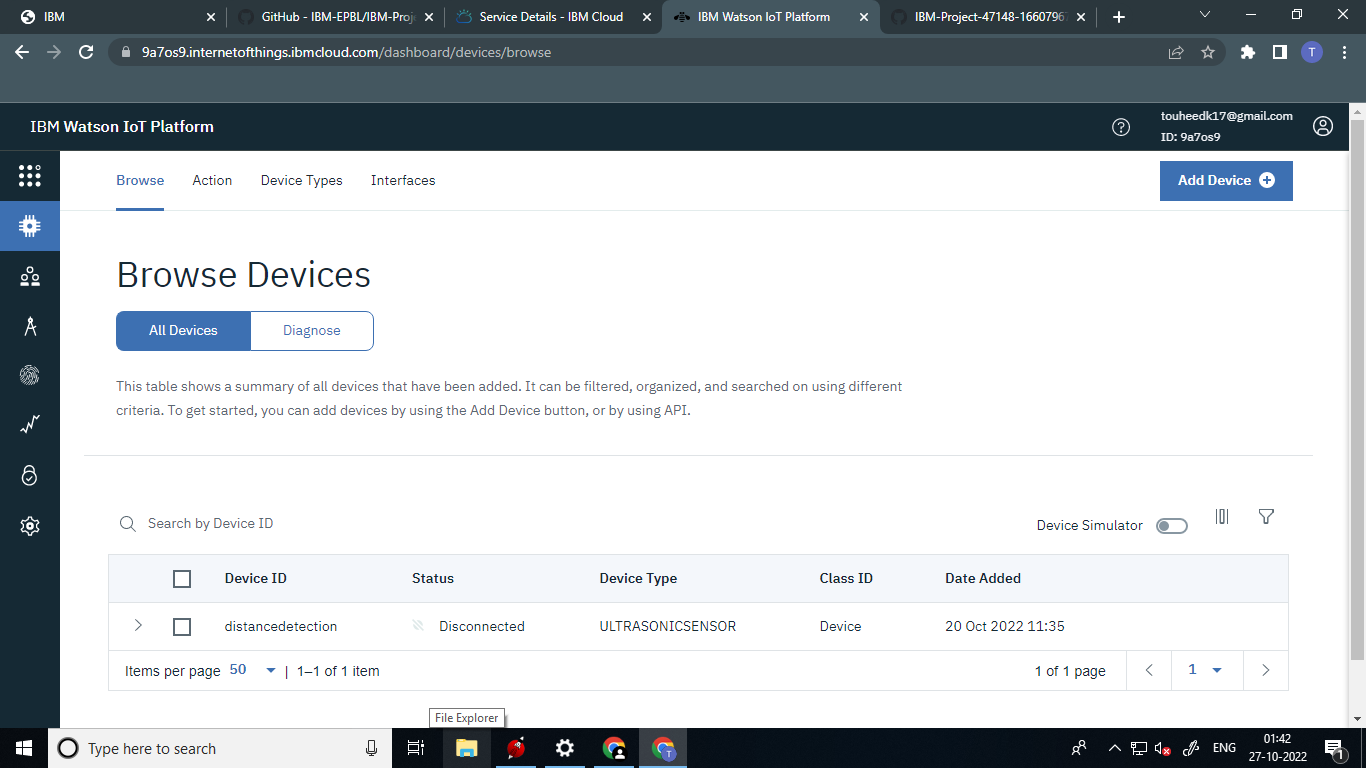 IBM
GitHub - IBM-EPBL/IBM-Proj
Service Details - IBM Cloud
IBM Watson IoT Platform
IBM-Project-47148-1660796
9a7os9.internetofthings.ibmcloud.com/dashboard/devices/browse
T
IBM Watson IoT Platform
touheedk17@gmail.com
ID: 9a7os9
Browse Action Device Types Interfaces
Add Device
Browse Devices
All Devices Diagnose
This table shows a summary of all devices that have been added. It can be filtered, organized, and searched on using different
criteria. To get started, you can add devices by using the Add Device button, or by using API.
Search by Device ID
Device Simulator
Device ID Status Device Type Class ID Date Added
distancedetection Disconnected ULTRASONICSENSOR Device 20 Oct 2022 11:35
Items per page 50 | 1–1 of 1 item 1 of 1 page 1
File Explorer
Type here to search
T
ENG
01:42
27-10-2022
1